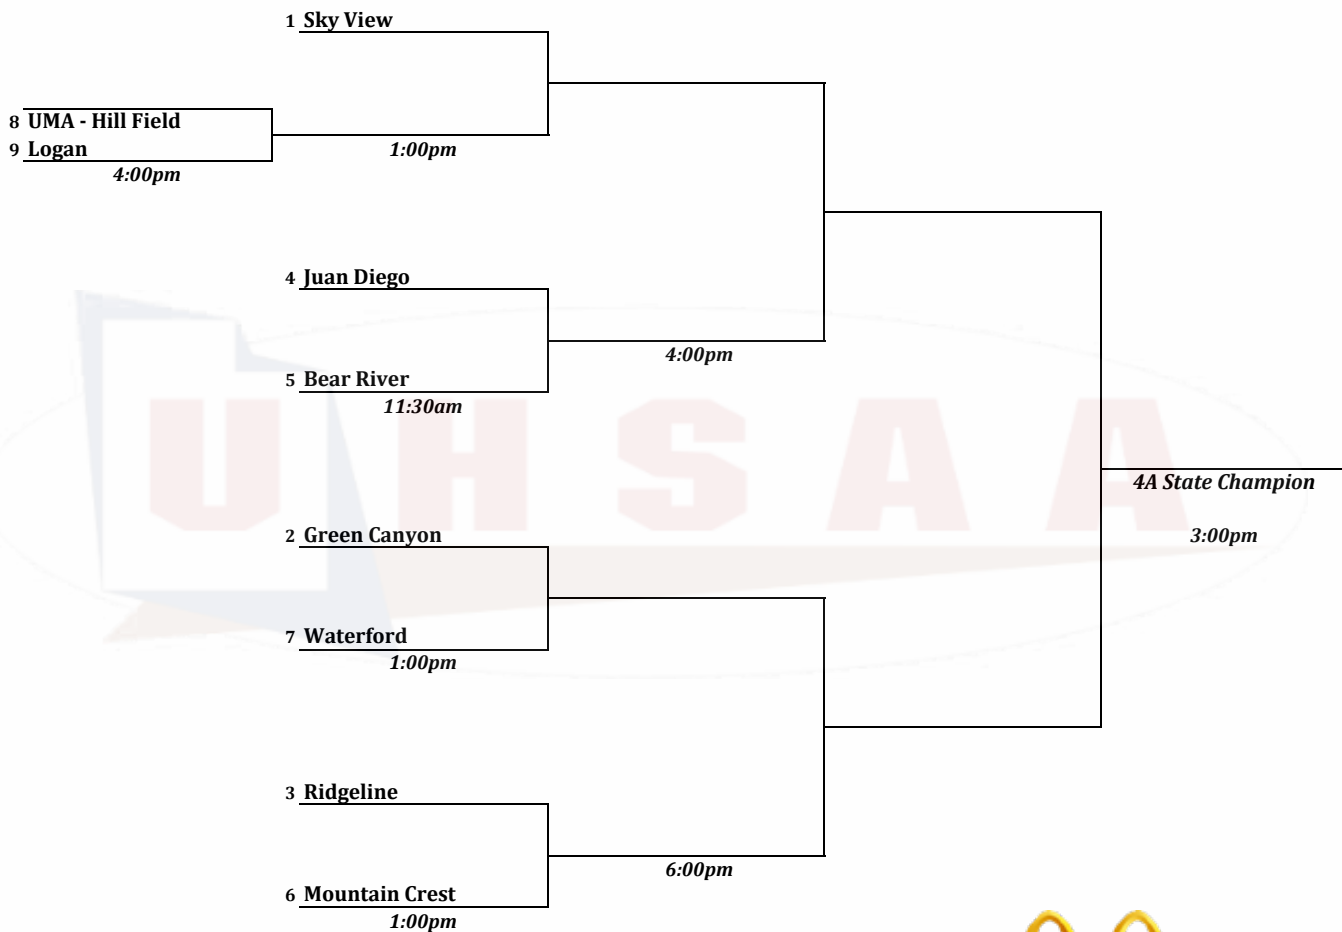 1 Sky View
8 UMA - Hill Field
9 Logan
1:00pm
4:00pm
4 Juan Diego
4:00pm
5 Bear River
11:30am
UHSAA
4A State Champion
2 Green Canyon
3:00pm
7 Waterford
1:00pm
3 Ridgeline
6:00pm
6 Mountain Crest
1:00pm